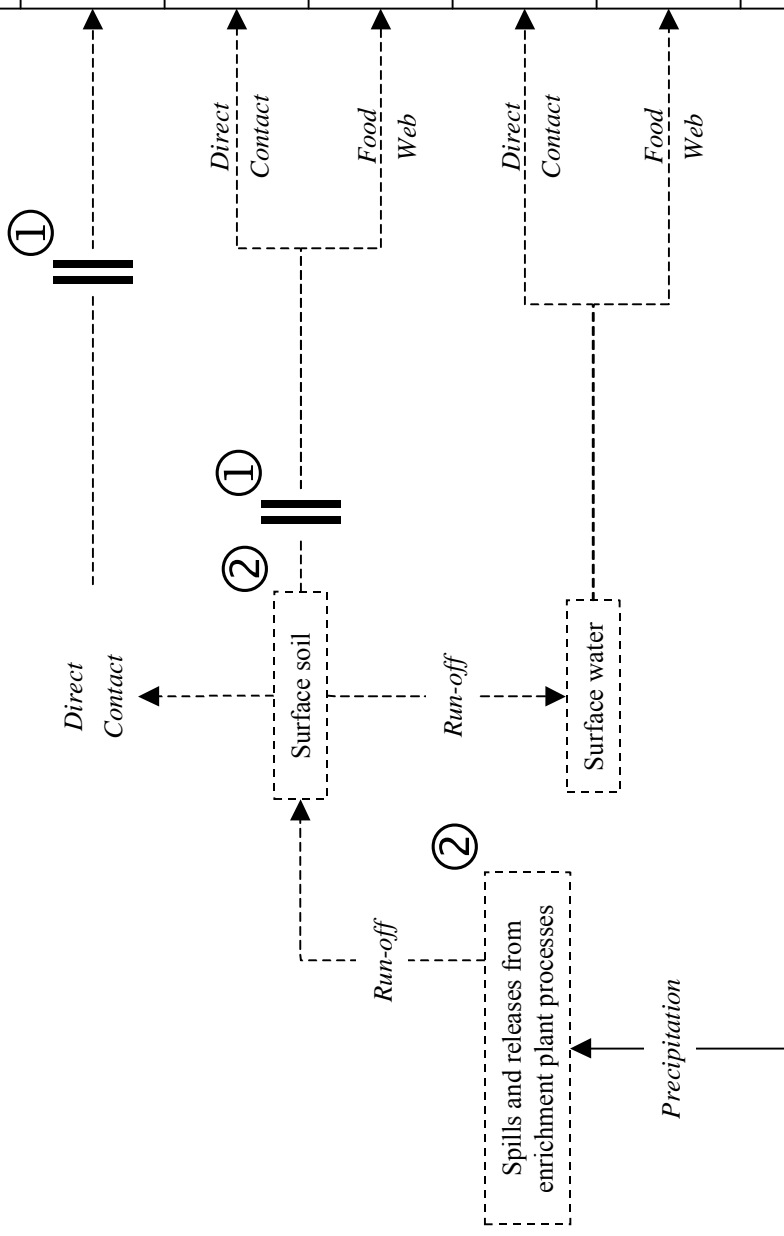 ①
Direct
Contact
Direct
Contact
①
②
Surface soil
Food
Web
Run-off
②
Run-off
Spills and releases from
enrichment plant processes
Direct
Contact
Surface water
Food
Web
Precipitation